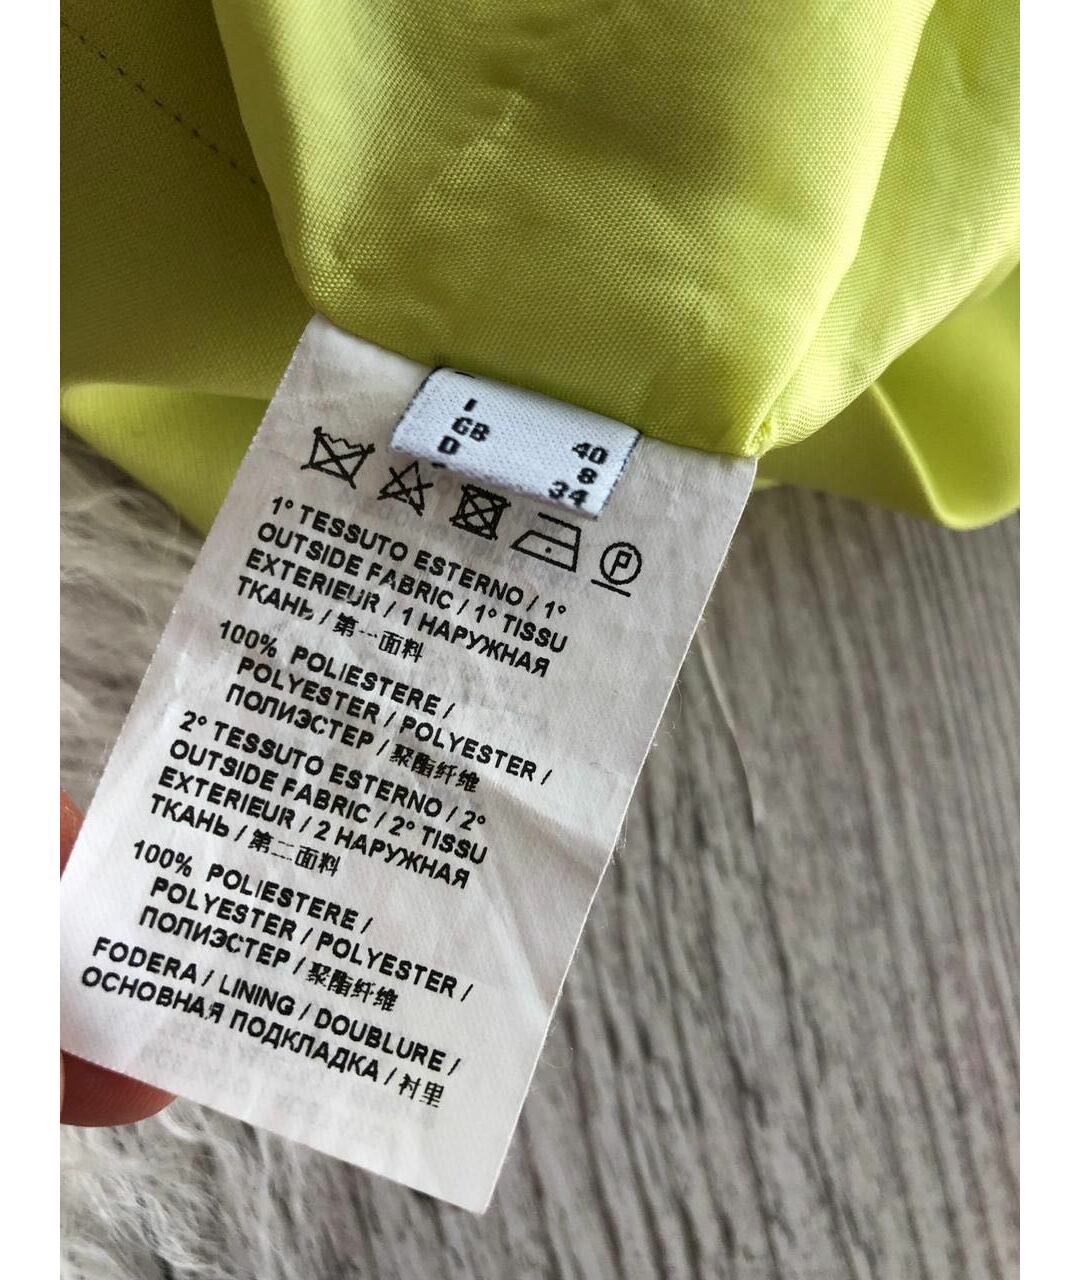 I 40
GB 8
D 34
P
1° TESSUTO ESTERNO / 1°
OUTSIDE FABRIC / 1° TISSU
EXTERIEUR / 1 НАРУЖНАЯ
ТКАНЬ / 第一面料
100% POLIESTERE /
POLYESTER / POLYESTER /
ПОЛИЭСТЕР / 聚酯纤维
2° TESSUTO ESTERNO / 2°
OUTSIDE FABRIC / 2° TISSU
EXTERIEUR / 2 НАРУЖНАЯ
ТКАНЬ / 第二面料
100% POLIESTERE /
POLYESTER / POLYESTER /
ПОЛИЭСТЕР / 聚酯纤维
FODERA / LINING / DOUBLURE /
ОСНОВНАЯ ПОДКЛАДКА / 衬里